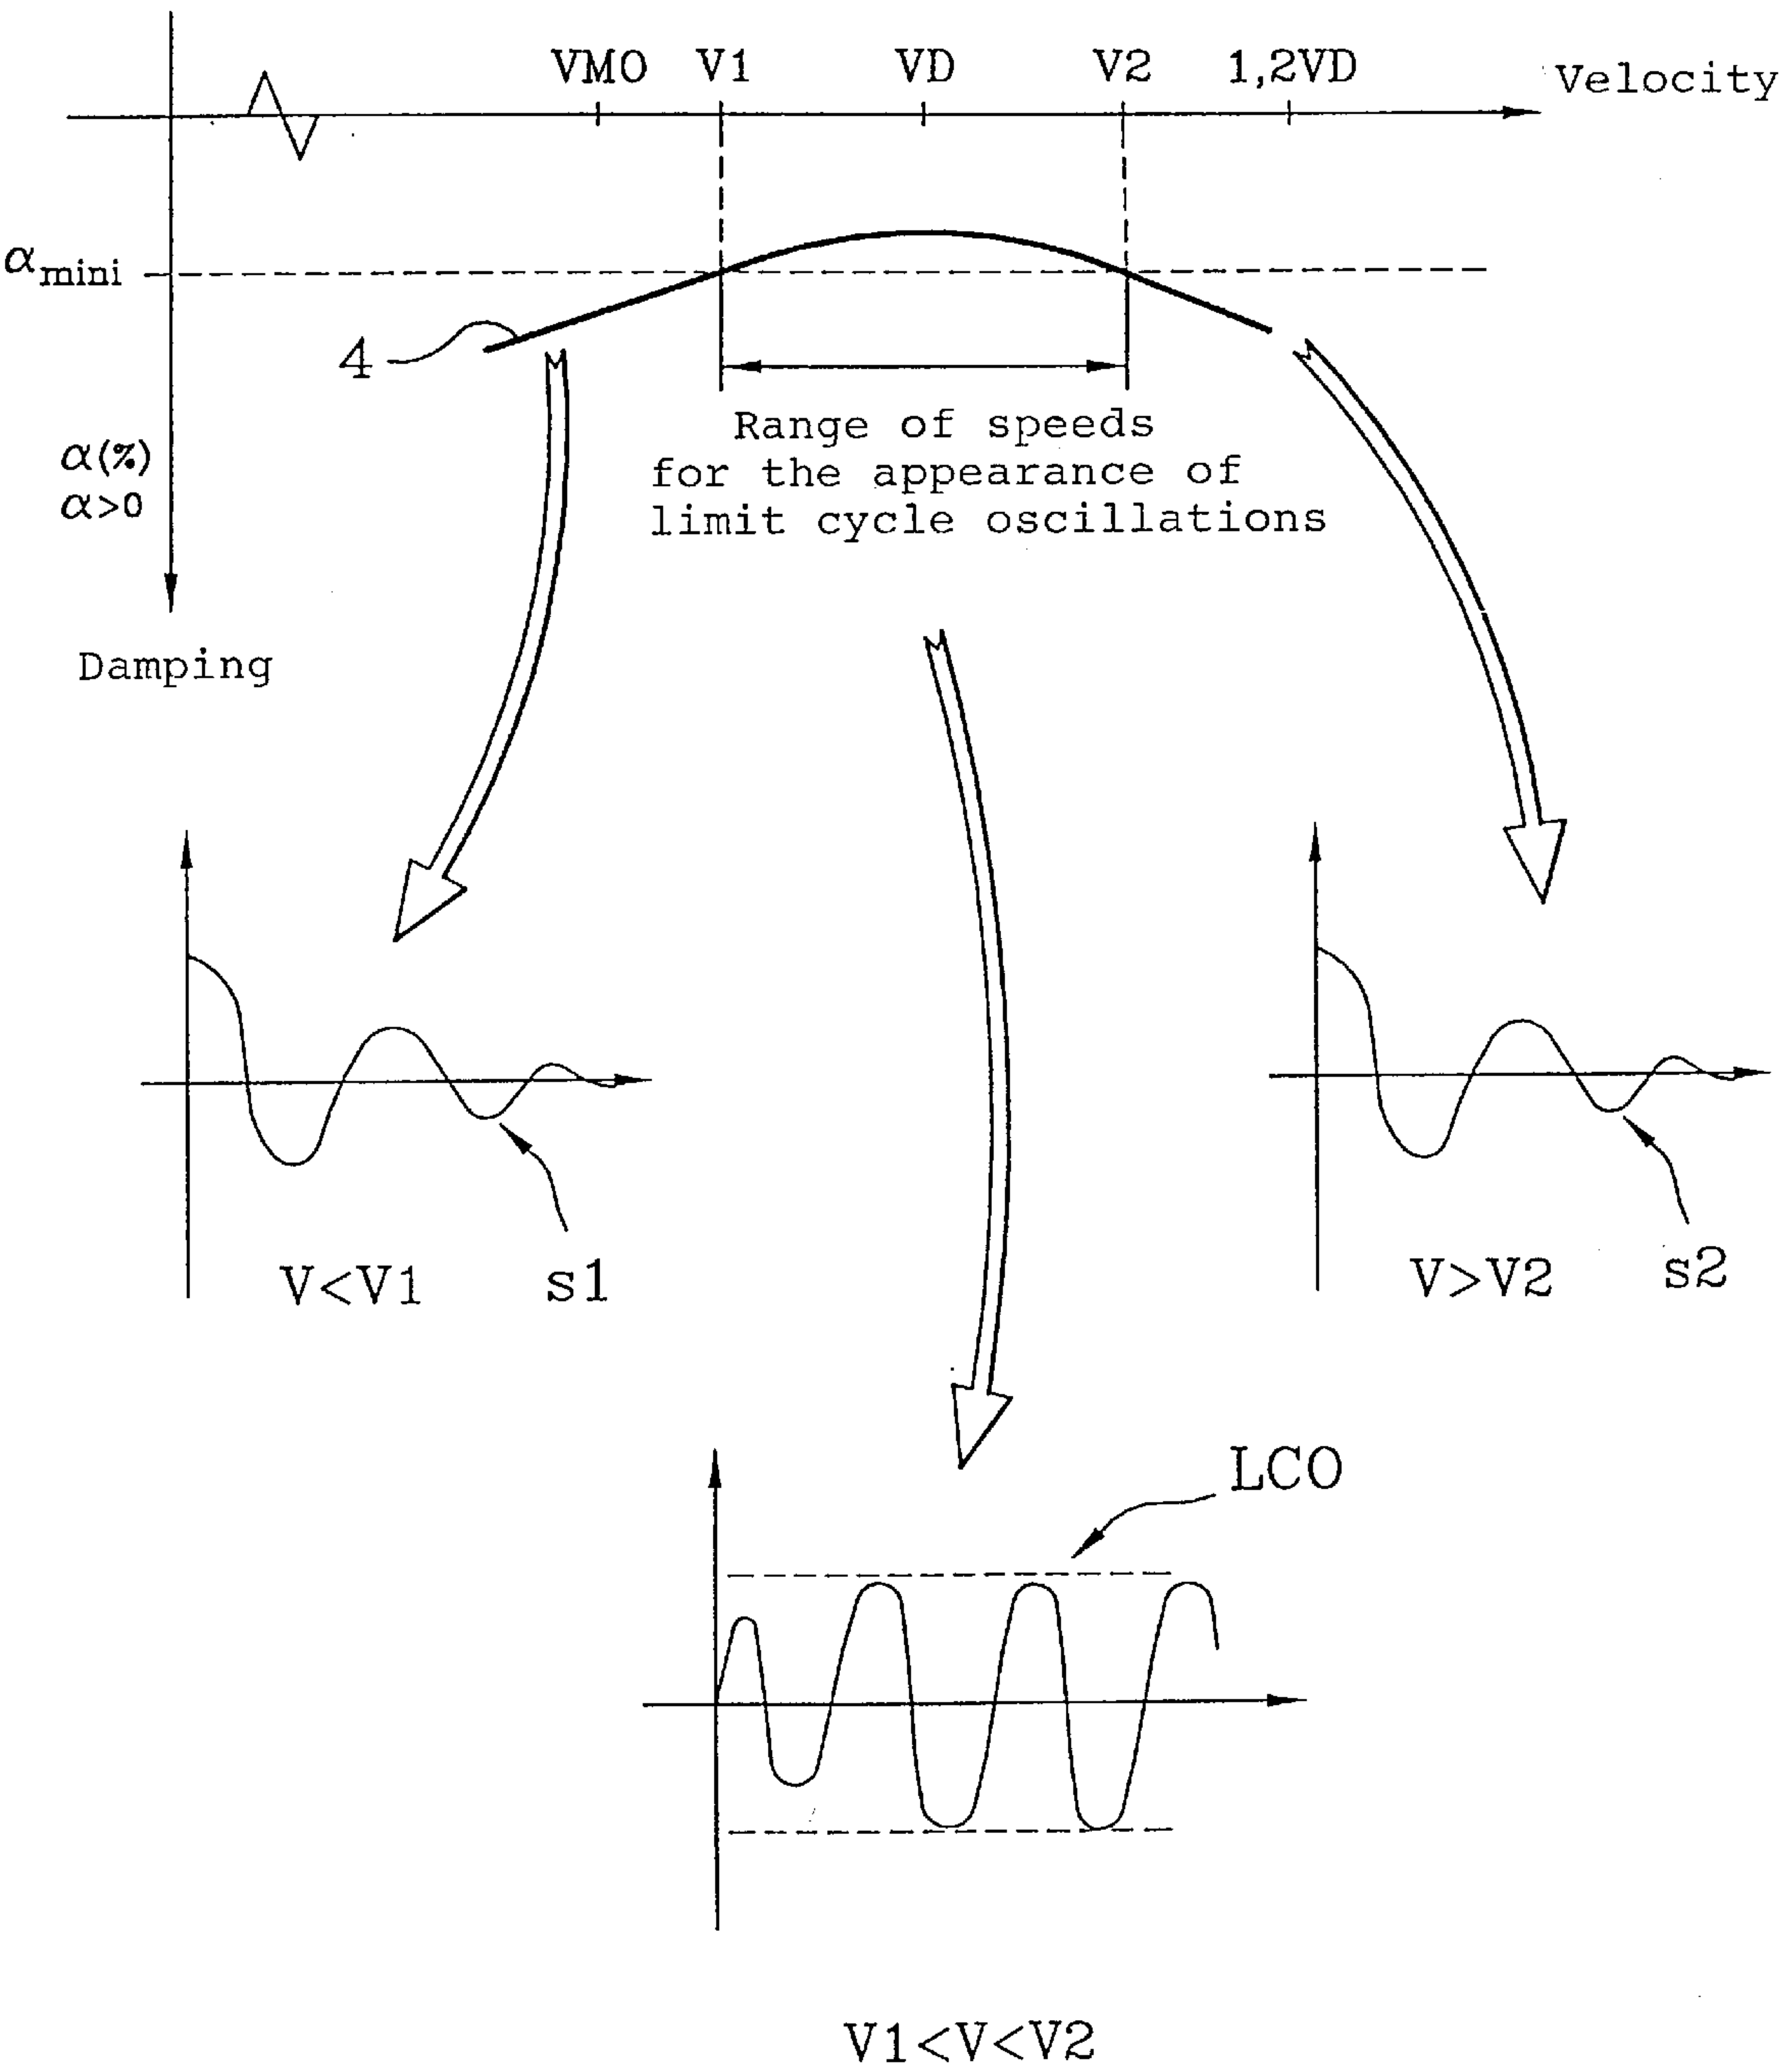 VMO V1 VD V2 1,2VD Velocity
αmini
4
α(%)
α>0
Range of speeds
for the appearance of
limit cycle oscillations
Damping
V<V1 s1
V>V2 s2
LCO
V1<V<V2